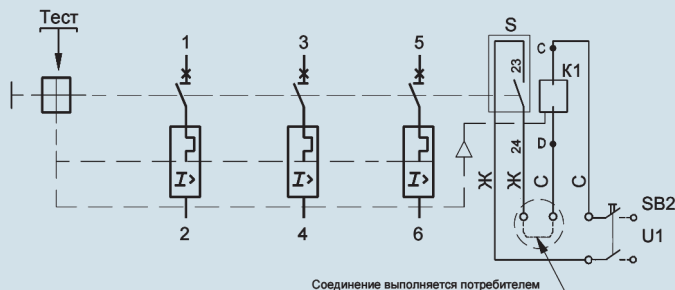 Тест
1
3
5
S
C
23
K1
24
D
Ж
Ж
С
С
I>
I>
I>
SB2
U1
2
4
6
Соединение выполняется потребителем